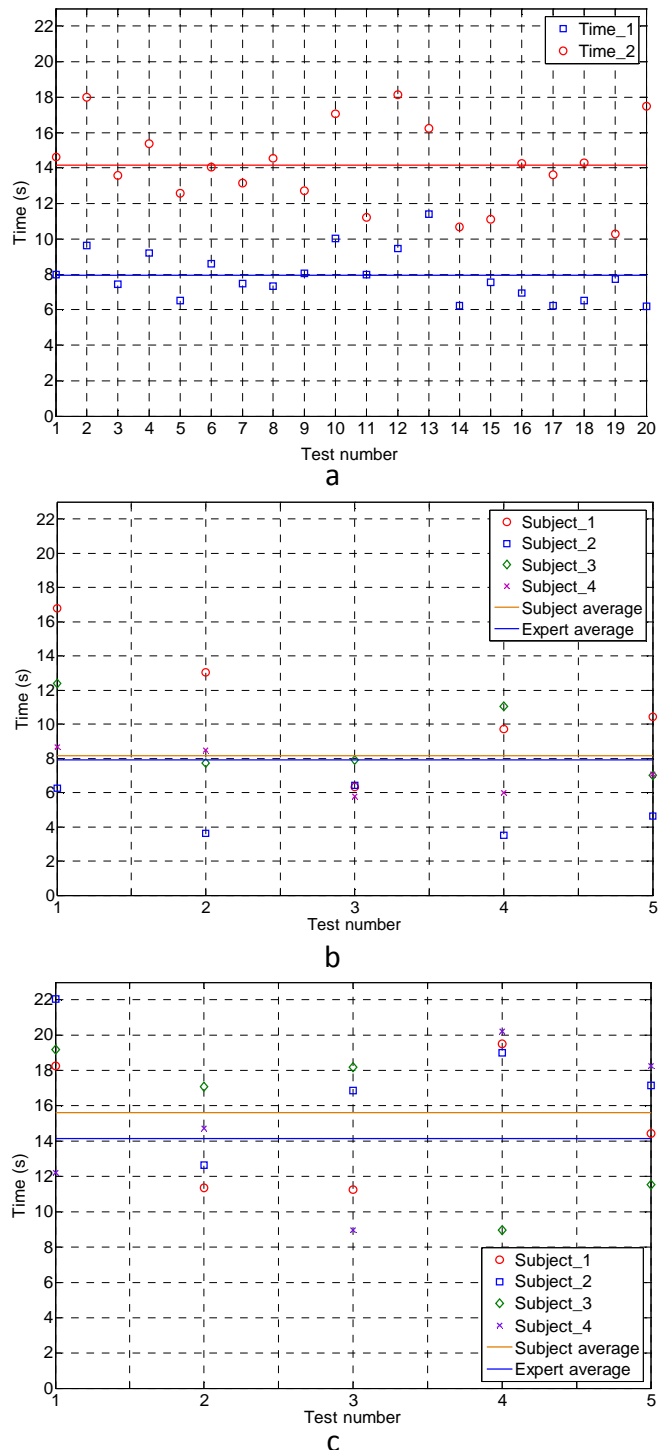 22
20
18
16
14
12
10
8
6
4
2
0
Time (s)
Time_1
Time_2
1 2 3 4 5 6 7 8 9 10 11 12 13 14 15 16 17 18 19 20
Test number
a
22
20
18
16
14
12
10
8
6
4
2
0
Time (s)
Subject_1
Subject_2
Subject_3
Subject_4
Subject average
Expert average
1 2 3 4 5
Test number
b
22
20
18
16
14
12
10
8
6
4
2
0
Time (s)
Subject_1
Subject_2
Subject_3
Subject_4
Subject average
Expert average
1 2 3 4 5
Test number
c